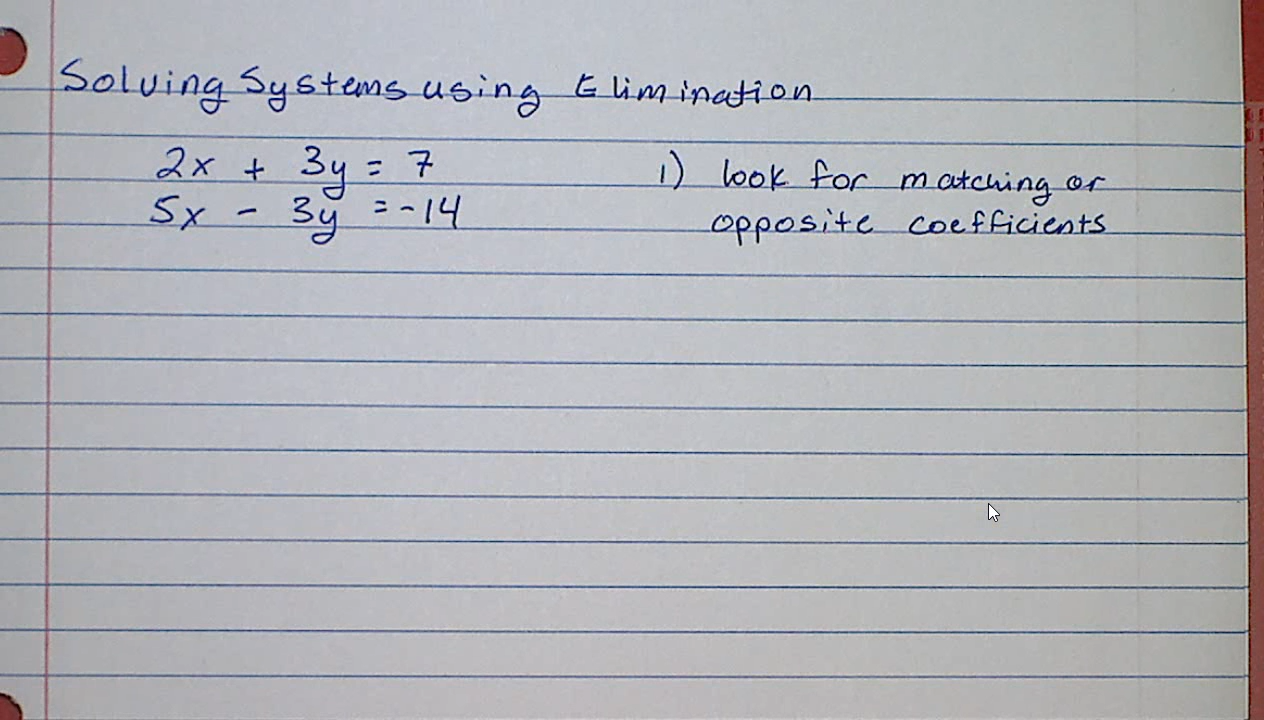 Solving Systems using Elimination
2x + 3y = 7
5x - 3y = -14
1) look for matching or
opposite coefficients